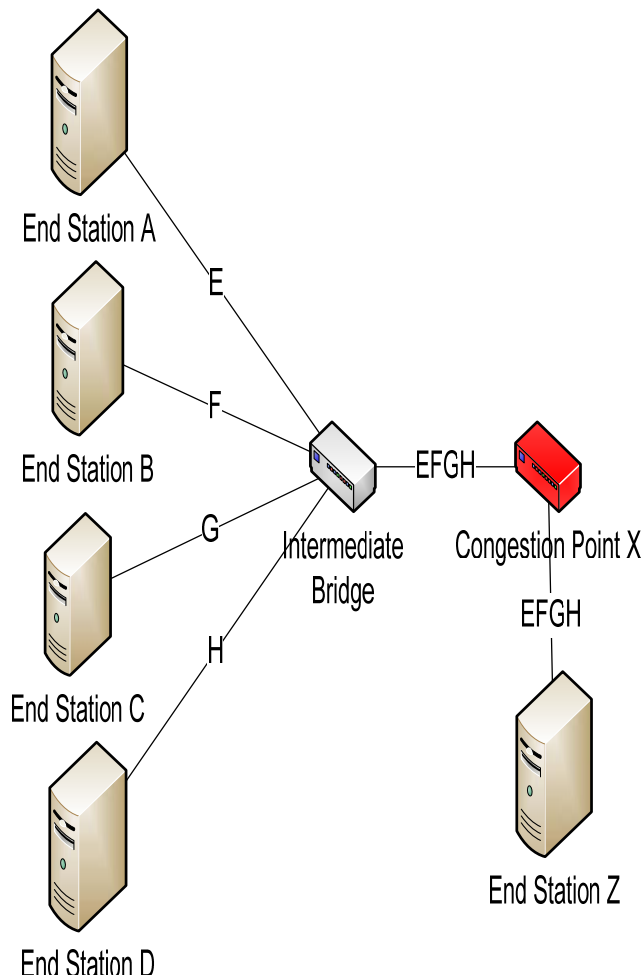 End Station A
E
End Station B
F
EFGH
End Station C
G
Intermediate
Bridge
Congestion Point X
H
EFGH
End Station Z
End Station D